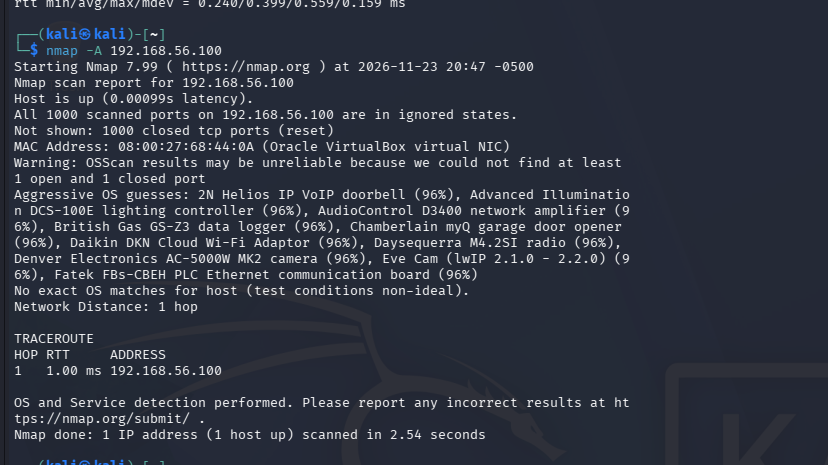 rtt min/avg/max/mdev = 0.240/0.399/0.559/0.159 ms
┌──(kali㉿kali)-[~]
└─$ nmap -A 192.168.56.100
Starting Nmap 7.99 ( https://nmap.org ) at 2026-11-23 20:47 -0500
Nmap scan report for 192.168.56.100
Host is up (0.00099s latency).
All 1000 scanned ports on 192.168.56.100 are in ignored states.
Not shown: 1000 closed tcp ports (reset)
MAC Address: 08:00:27:68:44:0A (Oracle VirtualBox virtual NIC)
Warning: OSScan results may be unreliable because we could not find at least
1 open and 1 closed port
Aggressive OS guesses: 2N Helios IP VoIP doorbell (96%), Advanced Illuminatio
n DCS-100E lighting controller (96%), AudioControl D3400 network amplifier (9
6%), British Gas GS-Z3 data logger (96%), Chamberlain myQ garage door opener
(96%), Daikin DKN Cloud Wi-Fi Adaptor (96%), Daysequerra M4.2SI radio (96%),
Denver Electronics AC-5000W MK2 camera (96%), Eve Cam (lwIP 2.1.0 - 2.2.0) (9
6%), Fatek FBs-CBEH PLC Ethernet communication board (96%)
No exact OS matches for host (test conditions non-ideal).
Network Distance: 1 hop
TRACEROUTE
HOP RTT     ADDRESS
1   1.00 ms 192.168.56.100
OS and Service detection performed. Please report any incorrect results at ht
tps://nmap.org/submit/ .
Nmap done: 1 IP address (1 host up) scanned in 2.54 seconds
┌──(kali㉿kali)-[~]